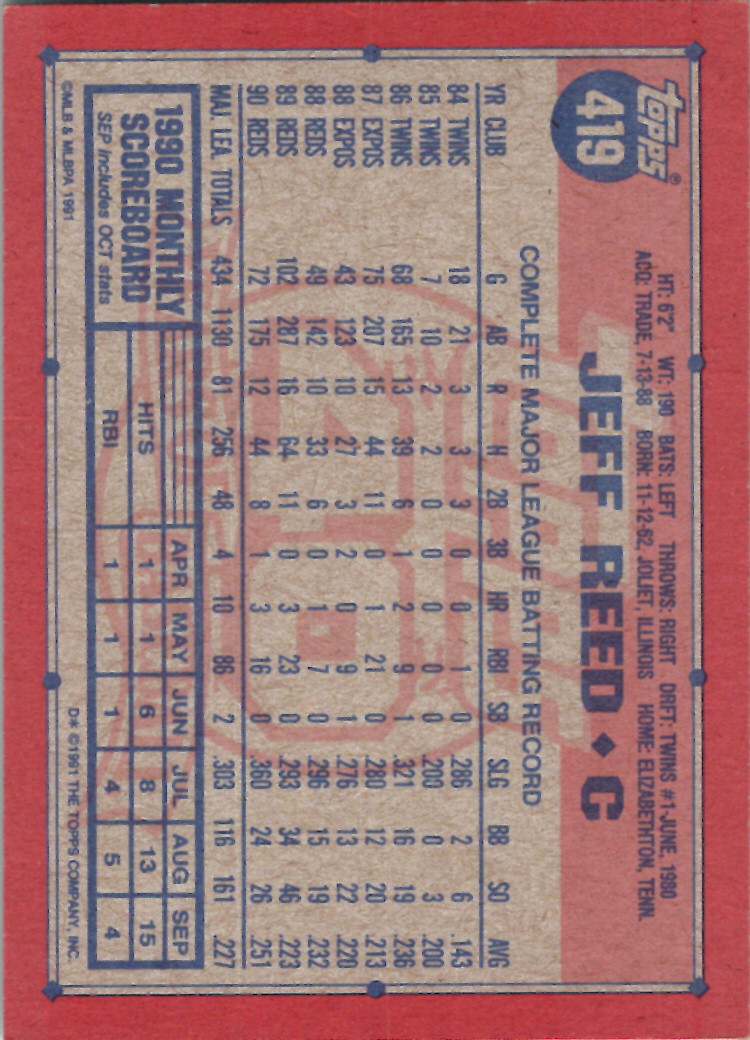 TOPPS®
419
HT: 6'2" WT: 190 BATS: LEFT THROWS: RIGHT DRFT: TWINS #1-JUNE, 1980
ACQ: TRADE, 7-13-88 BORN: 11-12-62, JOLIET, ILLINOIS HOME: ELIZABETHTON, TENN.
JEFF REED ♦ C
COMPLETE MAJOR LEAGUE BATTING RECORD
YR CLUB G AB R H 2B 3B HR RBI SB SLG BB SO AVG
84 TWINS 18 21 3 3 3 0 0 1 0 .286 2 6 .143
85 TWINS 7 10 2 2 0 0 0 0 0 .200 0 3 .200
86 TWINS 68 165 13 39 6 1 2 9 1 .321 16 19 .236
87 EXPOS 75 207 15 44 11 0 1 21 0 .280 12 20 .213
88 EXPOS 43 123 10 27 3 2 0 9 1 .276 13 22 .220
88 REDS 49 142 10 33 6 0 1 7 0 .296 15 19 .232
89 REDS 102 287 16 64 11 0 3 23 0 .293 34 46 .223
90 REDS 72 175 12 44 8 1 3 16 0 .360 24 26 .251
MAJ. LEA. TOTALS 434 1130 81 256 48 4 10 86 2 .303 116 161 .227
1990 MONTHLY
SCOREBOARD
SEP Includes OCT stats
APR MAY JUN JUL AUG SEP
HITS 1 1 6 8 13 15
RBI 1 1 1 4 5 4
©MLB & MLBPA 1991
D* ©1991 THE TOPPS COMPANY, INC.